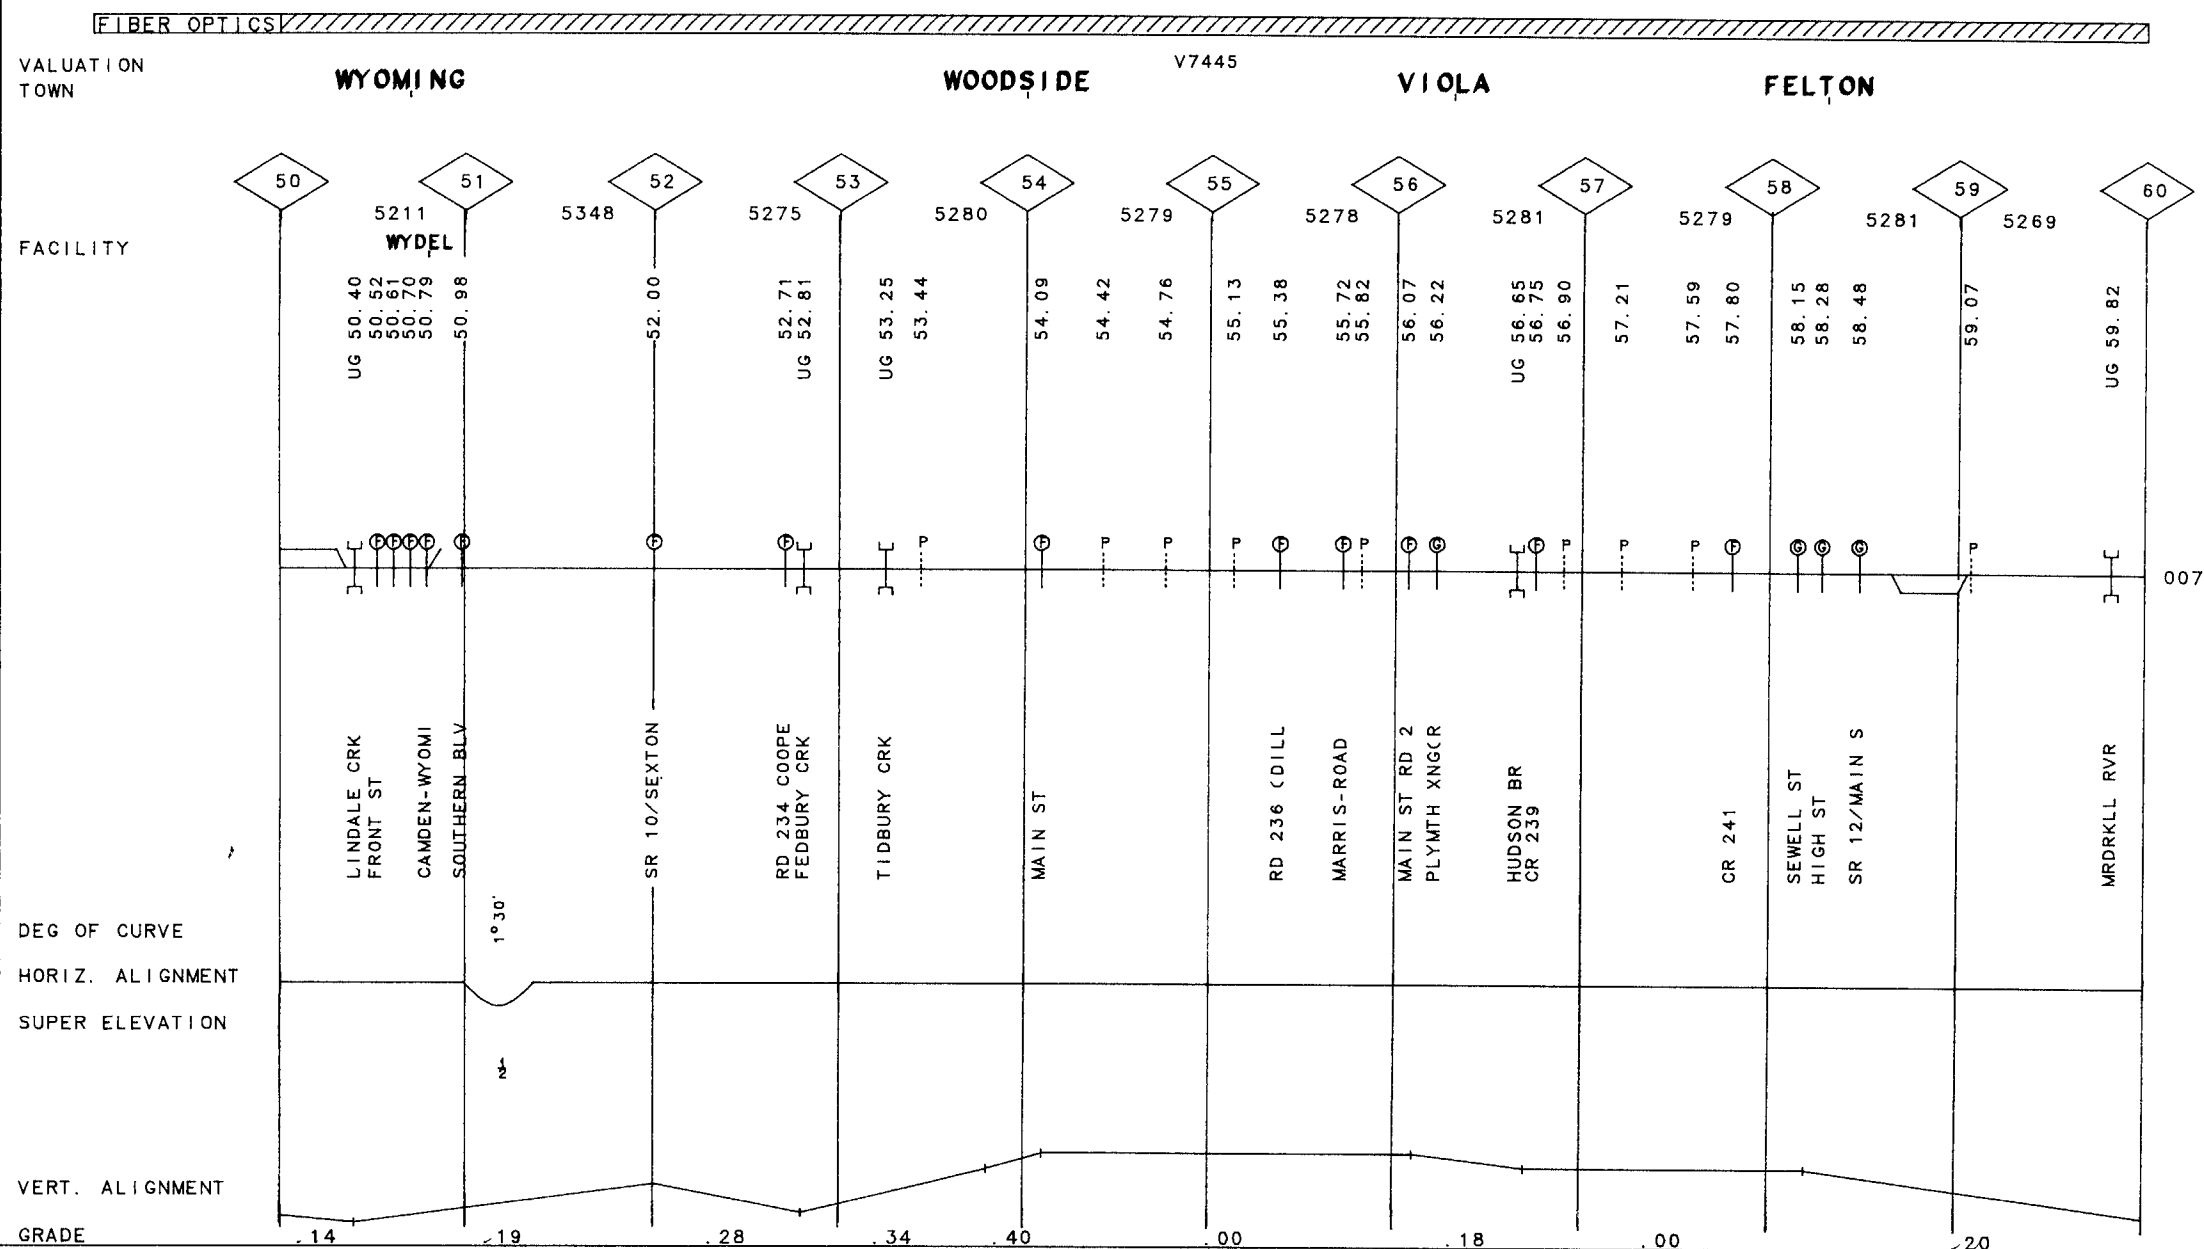 FIBER OPTICS
VALUATION V7445
TOWN WYOMING WOODSIDE VIOLA FELTON
50 51 52 53 54 55 56 57 58 59 60
5211 5348 5275 5280 5279 5278 5281 5279 5281 5269
FACILITY WYDEL
UG 50.40
50.52
50.61
50.70
50.79
50.98
52.00
52.71
UG 52.81
UG 53.25
53.44
54.09
54.42
54.76
55.13
55.38
55.72
55.82
56.07
56.22
UG 56.65
56.75
56.90
57.21
57.59
57.80
58.15
58.28
58.48
59.07
UG 59.82
F F F F F F F P F P P P F F P F G F P P P F G G G P
007
LINDALE CRK
FRONT ST
CAMDEN-WYOMI
SOUTHERN BLV
SR 10/SEXTON
RD 234 COOPE
FEDBURY CRK
TIDBURY CRK
MAIN ST
RD 236 (DILL
MARRIS-ROAD
MAIN ST RD 2
PLYMTH XNG(R
HUDSON BR
CR 239
CR 241
SEWELL ST
HIGH ST
SR 12/MAIN S
MRDRKLL RVR
DEG OF CURVE 1°30'
HORIZ. ALIGNMENT
SUPER ELEVATION
1/2
VERT. ALIGNMENT
GRADE .14 .19 .28 .34 .40 .00 .18 .00 .20